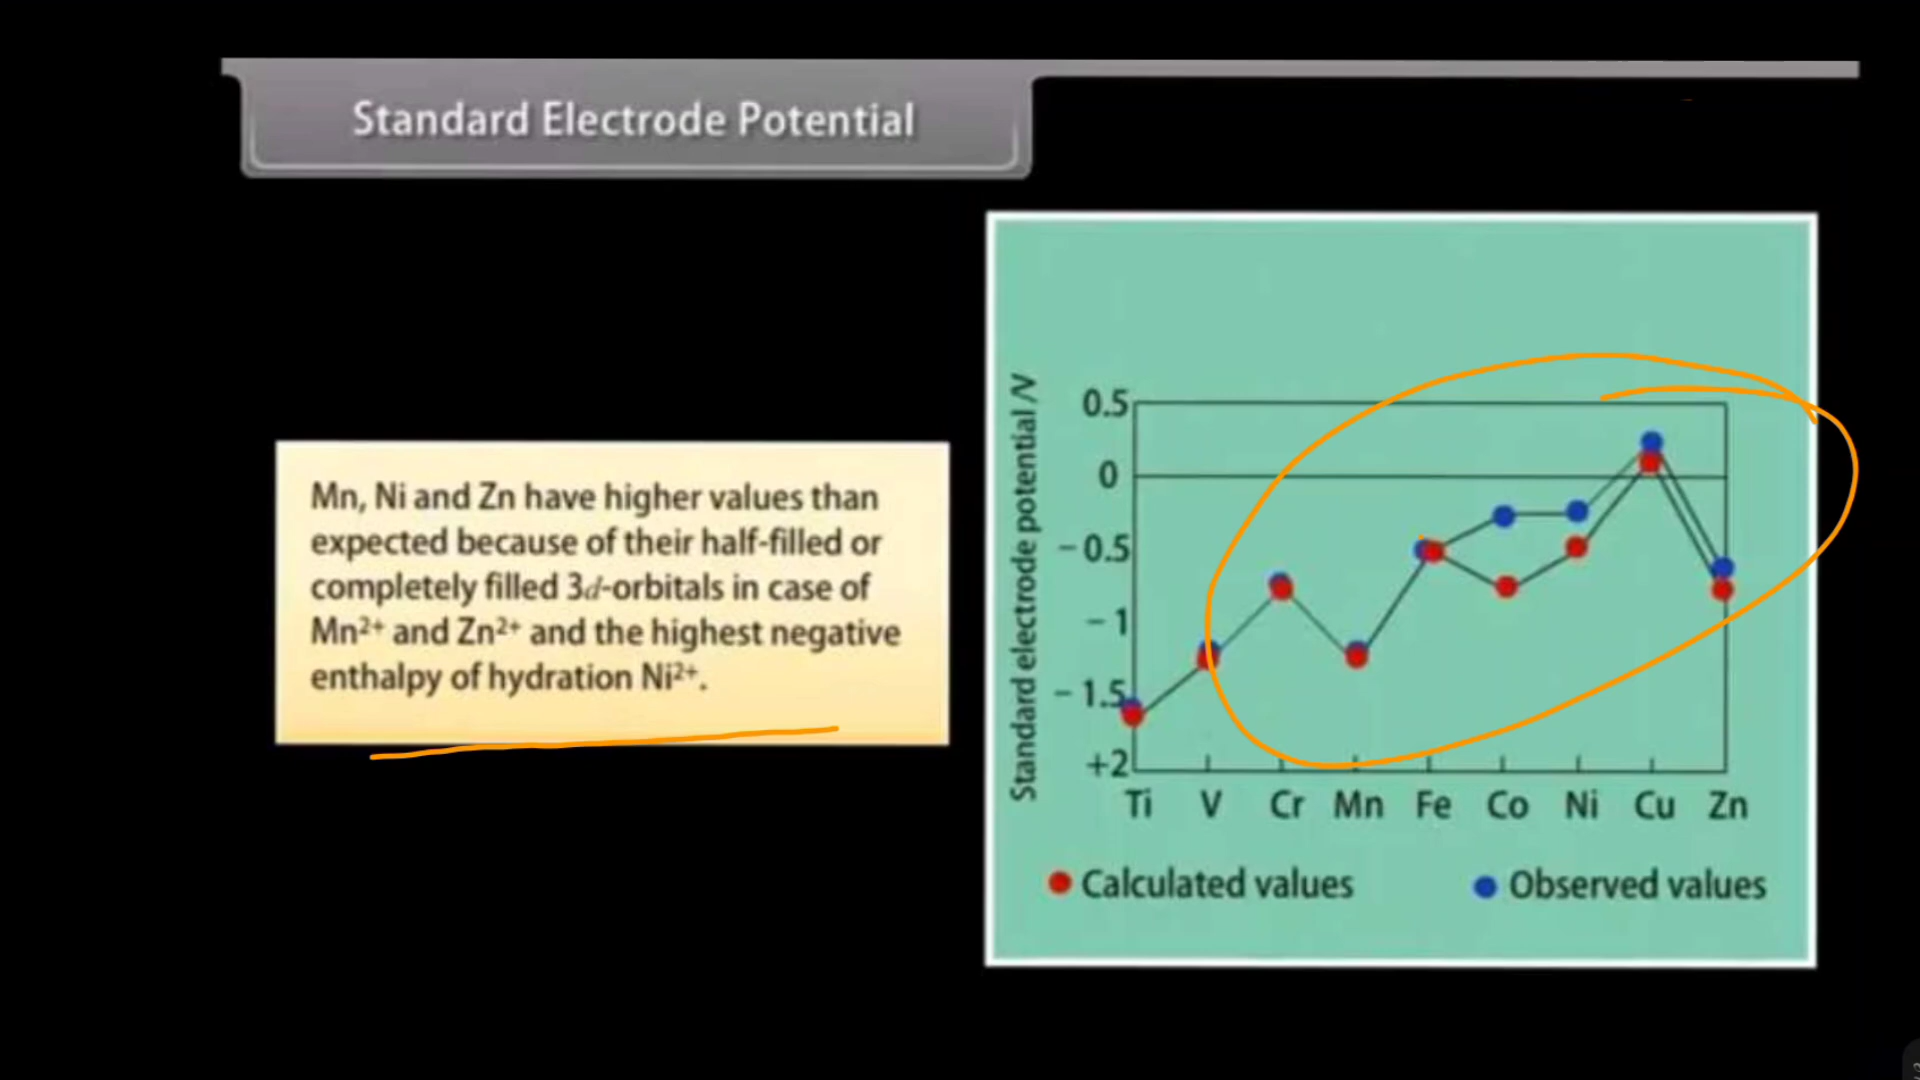 Standard Electrode Potential
Mn, Ni and Zn have higher values than
expected because of their half-filled or
completely filled 3d-orbitals in case of
Mn²⁺ and Zn²⁺ and the highest negative
enthalpy of hydration Ni²⁺.
Standard electrode potential /V
0.5
0
– 0.5
– 1
– 1.5
+2
Ti V Cr Mn Fe Co Ni Cu Zn
Calculated values Observed values